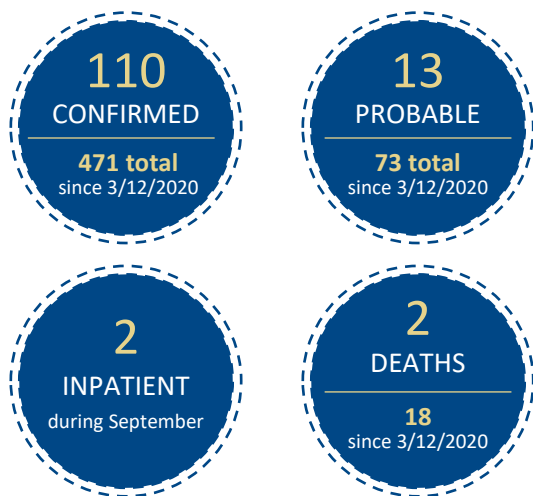 110
CONFIRMED
471 total
since 3/12/2020
13
PROBABLE
73 total
since 3/12/2020
2
INPATIENT
during September
2
DEATHS
18
since 3/12/2020